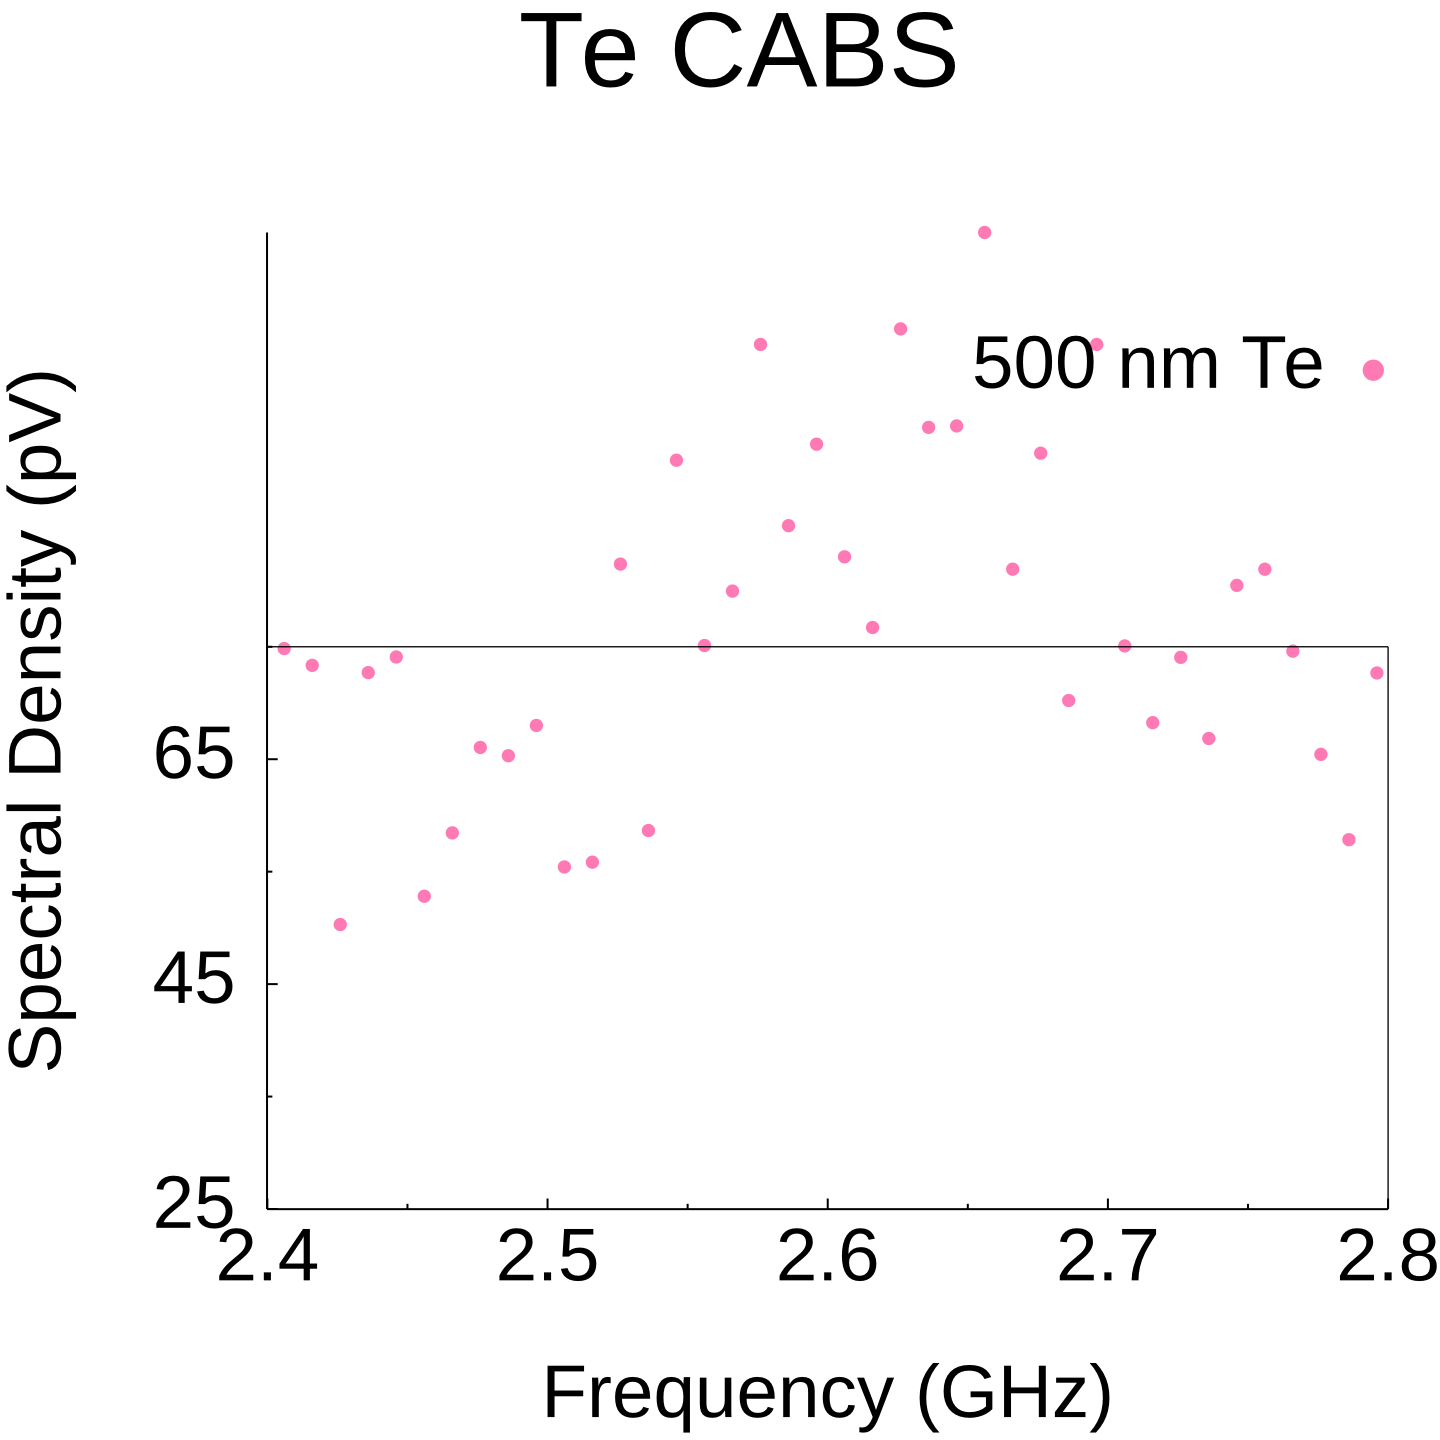 Te CABS
500 nm Te
Spectral Density (pV)
65
45
25
2.4 2.5 2.6 2.7 2.8
Frequency (GHz)